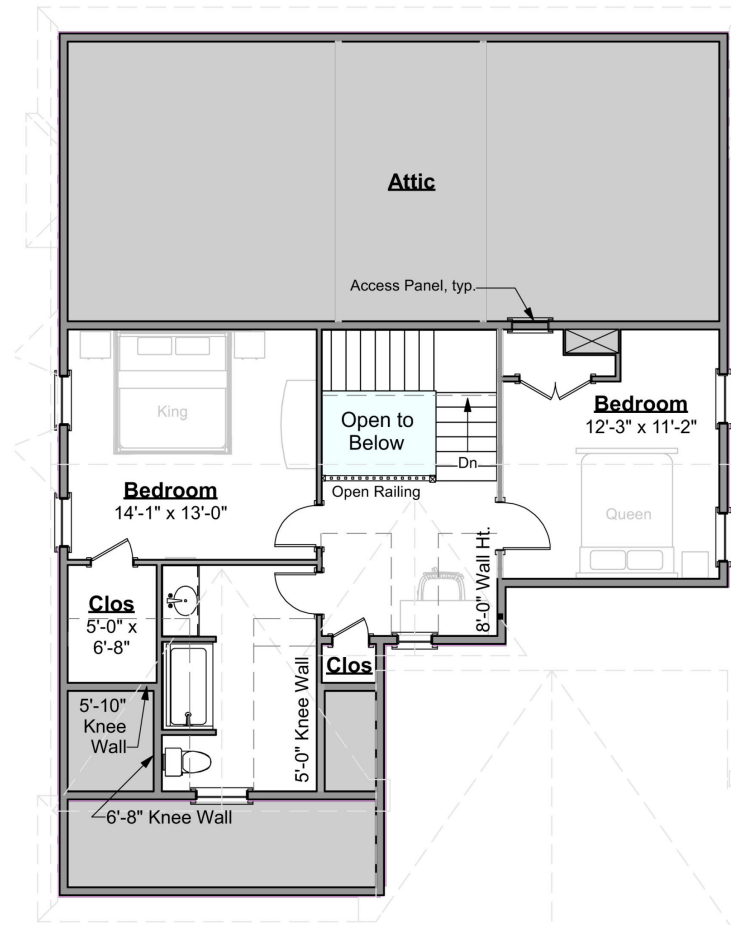 Attic
Access Panel, typ.
King
Open to
Below
Bedroom
12'-3" x 11'-2"
Dn
Open Railing
Bedroom
14'-1" x 13'-0"
Queen
8'-0" Wall Ht.
Clos
5'-0" x
6'-8"
Clos
5'-0" Knee Wall
5'-10"
Knee
Wall
6'-8" Knee Wall